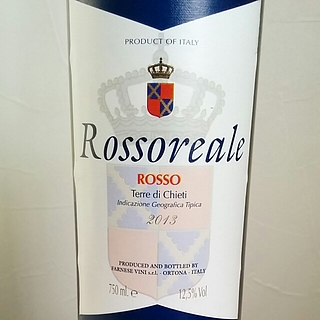 PRODUCT OF ITALY
Rossoreale
ROSSO
Terre di Chieti
Indicazione Geografica Tipica
2013
PRODUCED AND BOTTLED BY
FARNESE VINI s.r.l. - ORTONA - ITALY
750 mL e 12,5% Vol